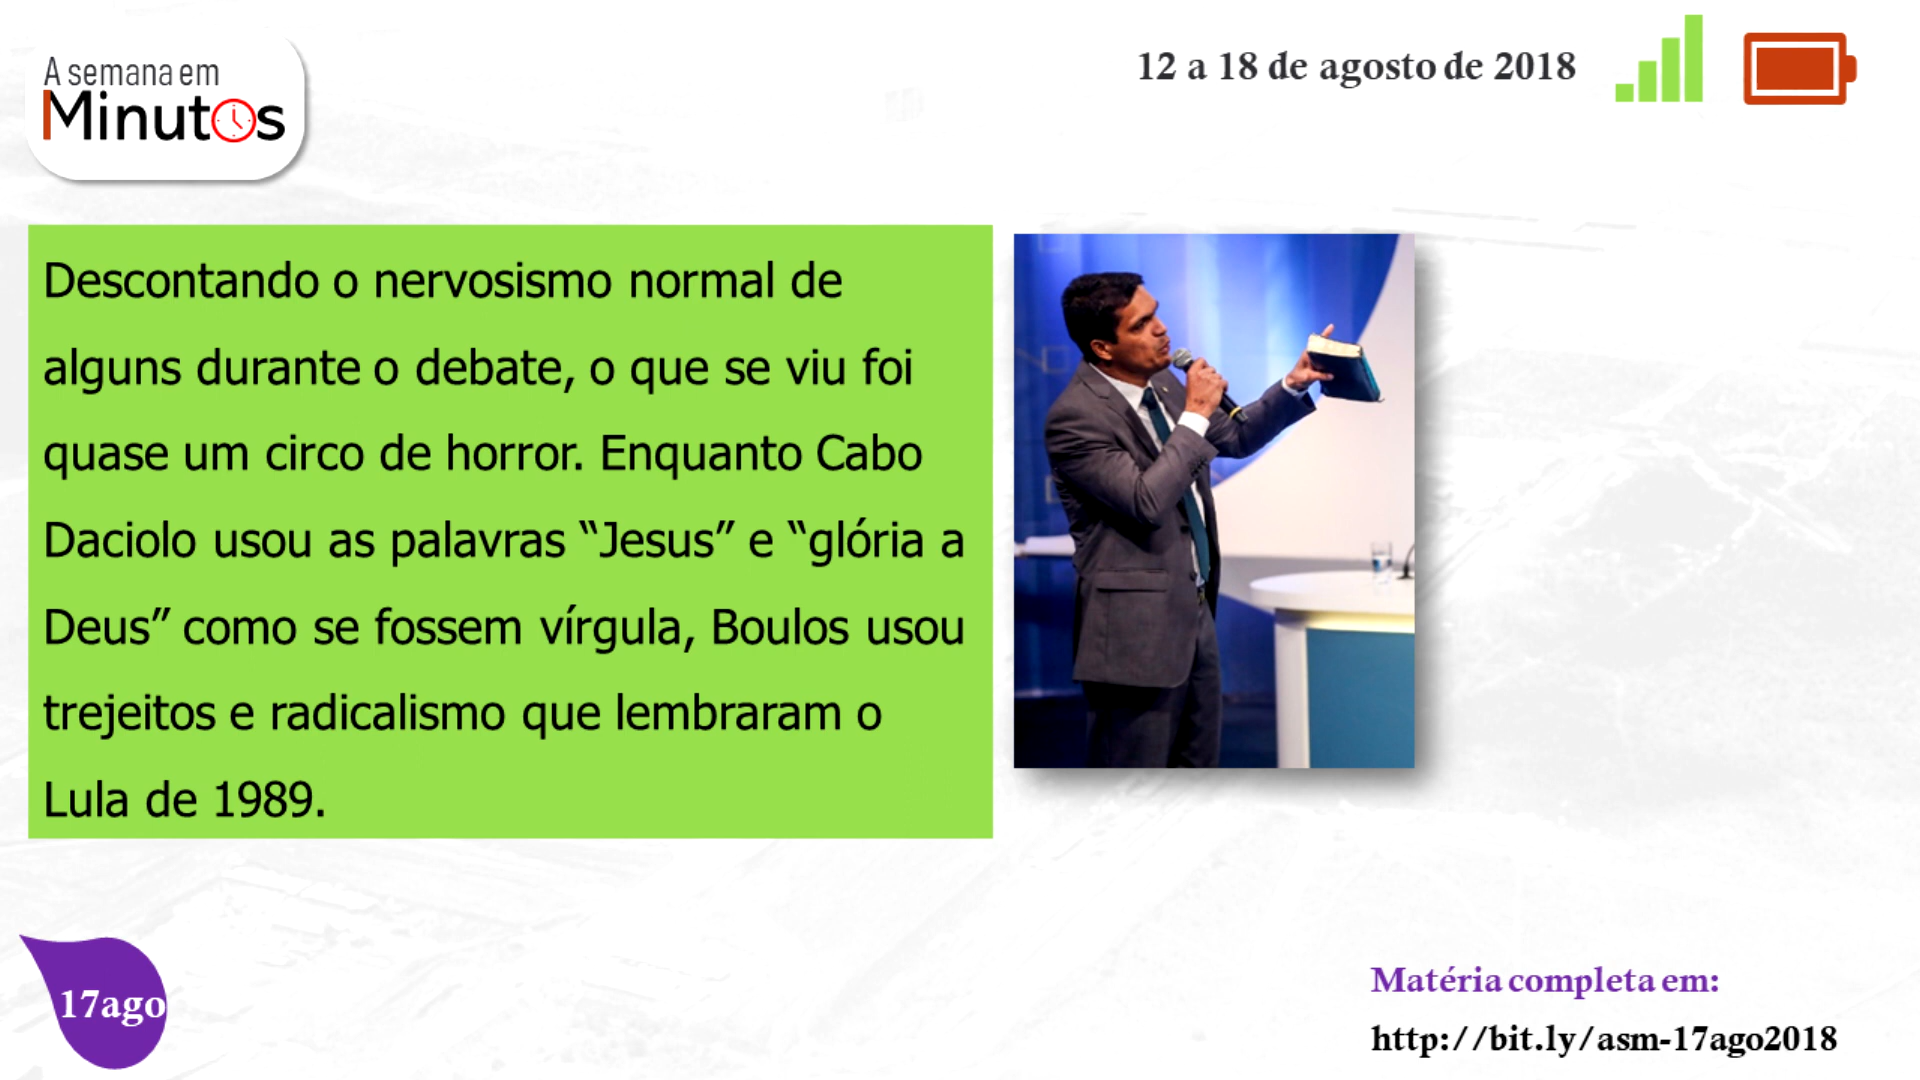 A semana em
Minutos
12 a 18 de agosto de 2018
Descontando o nervosismo normal de
alguns durante o debate, o que se viu foi
quase um circo de horror. Enquanto Cabo
Daciolo usou as palavras “Jesus” e “glória a
Deus” como se fossem vírgula, Boulos usou
trejeitos e radicalismo que lembraram o
Lula de 1989.
17ago
Matéria completa em:
http://bit.ly/asm-17ago2018